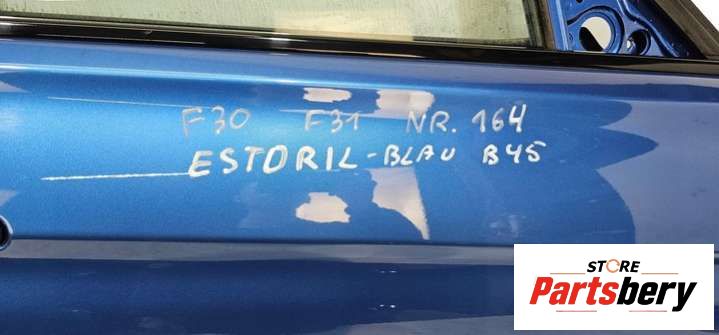 F30 F31 NR. 164
ESTORIL-BLAU B45
STORE
Partsbery